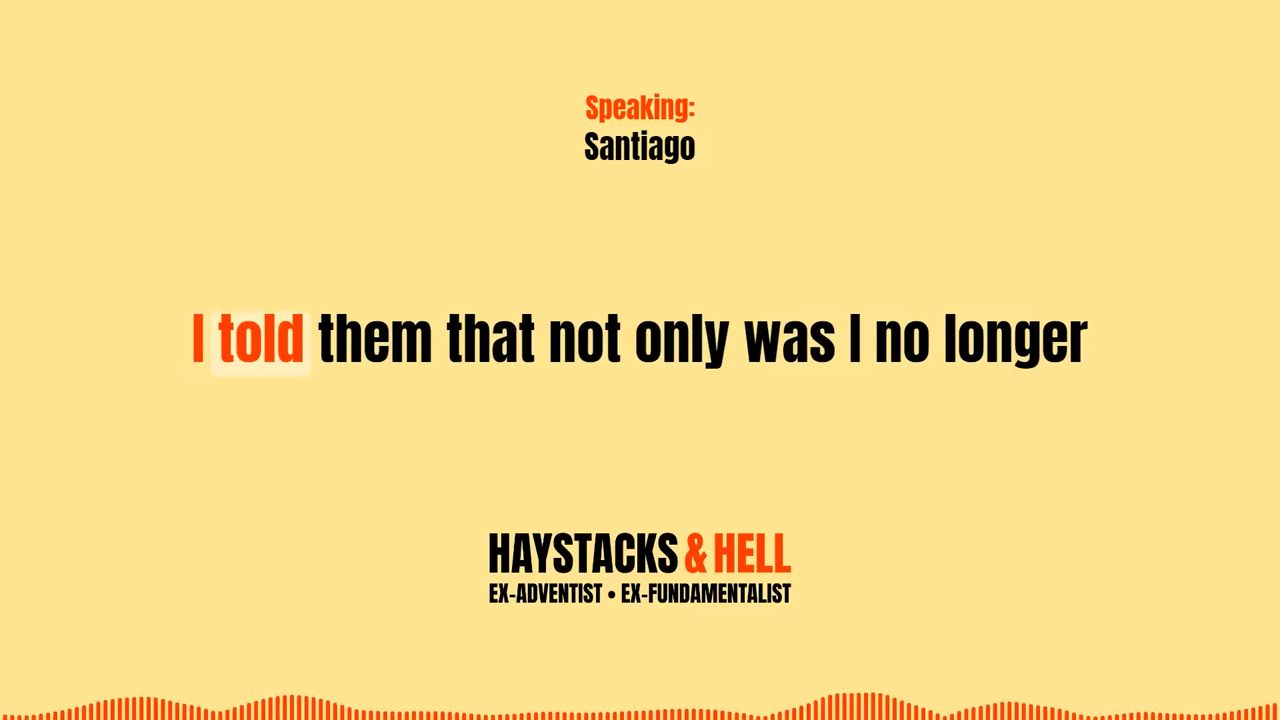 Speaking:
Santiago
I told them that not only was I no longer
HAYSTACKS & HELL
EX-ADVENTIST • EX-FUNDAMENTALIST